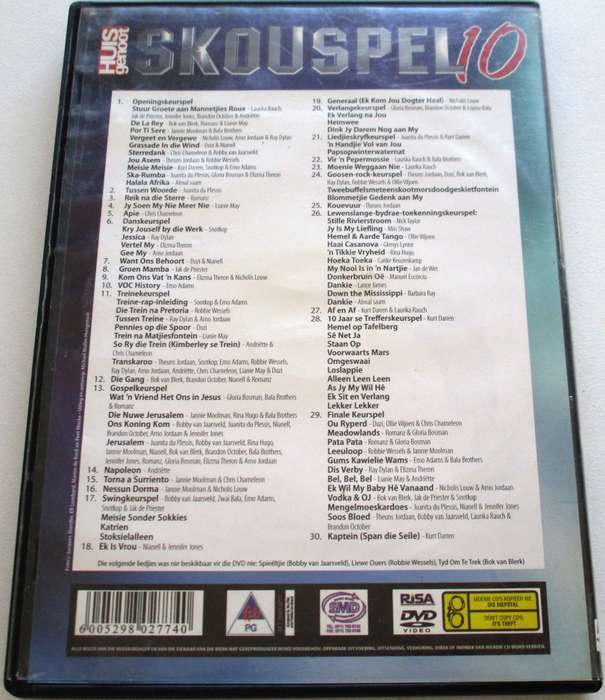 HUIS
genoot
SKOUSPEL 10
1. Openingskeurspel
Stuur Groete aan Mannetjies Roux - Laurika Rauch
Jak de Priester, Jennifer Jones, Brandon October & Andriëtte
De La Rey - Bok van Blerk, Romanz & Lianie May
Por Ti Sere - Jannie Moolman & Bala Brothers
Vergeet en Vergewe - Nicholis Louw, Arno Jordaan & Ray Dylan
Grassade In die Wind - Dozi & Nianell
Sterredank - Chris Chameleon & Bobby van Jaarsveld
Jou Asem - Theuns Jordaan & Robbie Wessels
Meisie Meisie - Kurt Darren, Snotkop & Emo Adams
Ska-Rumba - Juanita du Plessis, Gloria Bosman & Elizma Theron
Halala Afrika - Almal saam
2. Tussen Woorde - Juanita du Plessis
3. Reik na die Sterre - Romanz
4. Jy Soen My Nie Meer Nie - Lianie May
5. Apie - Chris Chameleon
6. Danskeurspel
Kry Jouself by die Werk - Snotkop
Jessica - Ray Dylan
Vertel My - Elizma Theron
Gee My - Arno Jordaan
7. Want Ons Behoort - Dozi & Nianell
8. Groen Mamba - Jak de Priester
9. Kom Ons Vat 'n Kans - Elizma Theron & Nicholis Louw
10. VOC History - Emo Adams
11. Treinekeurspel
Treine-rap-inleiding - Snotkop & Emo Adams
Die Trein na Pretoria - Robbie Wessels
Tussen Treine - Ray Dylan & Arno Jordaan
Pennies op die Spoor - Dozi
Trein na Matjiesfontein - Lianie May
So Ry die Trein (Kimberley se Trein) - Andriëtte
& Chris Chameleon
Transkaroo - Theuns Jordaan, Snotkop, Emo Adams, Robbie Wessels,
Ray Dylan, Arno Jordaan, Andriëtte, Chris Chameleon, Lianie May & Dozi
12. Die Gang - Bok van Blerk, Brandon October, Nianell & Romanz
13. Gospelkeurspel
Wat 'n Vriend Het Ons in Jesus - Gloria Bosman, Bala Brothers
& Romanz
Die Nuwe Jerusalem - Jannie Moolman, Rina Hugo & Bala Brothers
Ons Koning Kom - Bobby van Jaarsveld, Juanita du Plessis, Nianell,
Brandon October, Arno Jordaan & Jennifer Jones
Jerusalem - Juanita du Plessis, Bobby van Jaarsveld, Rina Hugo,
Jan de Wet, Nianell, Bok van Blerk, Brandon October, Bala Brothers,
Jennifer Jones, Romanz, Gloria Bosman, Elizma Theron & Arno Jordaan
14. Napoleon - Andriëtte
15. Torna a Surriento - Jannie Moolman & Chris Chameleon
16. Nessun Dorma - Jannie Moolman & Nicholis Louw
17. Swingkeurspel - Bobby van Jaarsveld, Zwai Bala, Emo Adams,
Snotkop & Jak de Priester
Meisie Sonder Sokkies
Katrien
Stoksielalleen
18. Ek Is Vrou - Nianell & Jennifer Jones
19. Generaal (Ek Kom Jou Dogter Haal) - Nicholis Louw
20. Verlangekeurspel - Gloria Bosman, Brandon October & Lianie May
Ek Verlang na Jou
Heimwee
Dink Jy Darem Nog aan My
21. Liedjieskryfkeurspel - Juanita du Plessis & Kurt Darren
'n Handjie Vol van Jou
Papsopwinterwaternat
22. Vir 'n Pepermossie - Laurika Rauch & Bala Brothers
23. Moenie Weggaan Nie - Laurika Rauch
24. Goosen-rock-keurspel - Theuns Jordaan, Dozi, Bok van Blerk,
Ray Dylan, Robbie Wessels & Ollie Viljoen
Tweebuffelsmeteenskootmorsdoodgeskietfontein
Blommetjie Gedenk aan My
25. Kouevuur - Theuns Jordaan
26. Lewenslange-bydrae-toekenningskeurspel:
Stille Rivierstroom - Nick Taylor
Jy Is My Liefling - Min Shaw
Hemel & Aarde Tango - Ollie Viljoen
Haai Casanova - Glenys Lynne
'n Tikkie Vryheid - Rina Hugo
Hoeka Toeka - Carike Keuzenkamp
My Nooi Is in 'n Nartjie - Jan de Wet
Donkerbruin Oë - Manuel Escórcio
Dankie - Lance James
Down the Mississippi - Barbara Ray
Dankie - Almal saam
27. Af en Af - Kurt Darren & Laurika Rauch
28. 10 Jaar se Trefferskeurspel - Kurt Darren
Hemel op Tafelberg
Sê Net Ja
Staan Op
Voorwaarts Mars
Omgeewaai
Loslappie
Alleen Leen Leen
As Jy My Wil Hê
Ek Sit en Verlang
Lekker Lekker
29. Finale Keurspel
Ou Ryperd - Dozi, Ollie Viljoen & Chris Chameleon
Meadowlands - Romanz & Gloria Bosman
Pata Pata - Romanz & Gloria Bosman
Leeuloop - Robbie Wessels & Jannie Moolman
Gums Kawielie Wams - Emo Adams & Bala Brothers
Dis Verby - Ray Dylan & Elizma Theron
Bel, Bel, Bel - Lianie May & Andriëtte
Ek Wil My Baby Hê Vanaand - Nicholis Louw & Arno Jordaan
Vodka & OJ - Bok van Blerk, Jak de Priester & Snotkop
Mengelmoeskardoes - Juanita du Plessis & Jennifer Jones
Soos Bloed - Theuns Jordaan, Bobby van Jaarsveld, Laurika Rauch &
Brandon October
30. Kaptein (Span die Seile) - Kurt Darren
Die volgende liedjies was nie beskikbaar vir die DVD nie: Spieëltjie (Bobby van Jaarsveld), Liewe Ouers (Robbie Wessels), Tyd Om Te Trek (Bok van Blerk)
6005298 027740
PG
SMD
RiSA
DVD
VIDEO
MOENIE CD'S KOPIEER NIE
DIS DIEFSTAL
DON'T COPY CD'S
IT'S THEFT